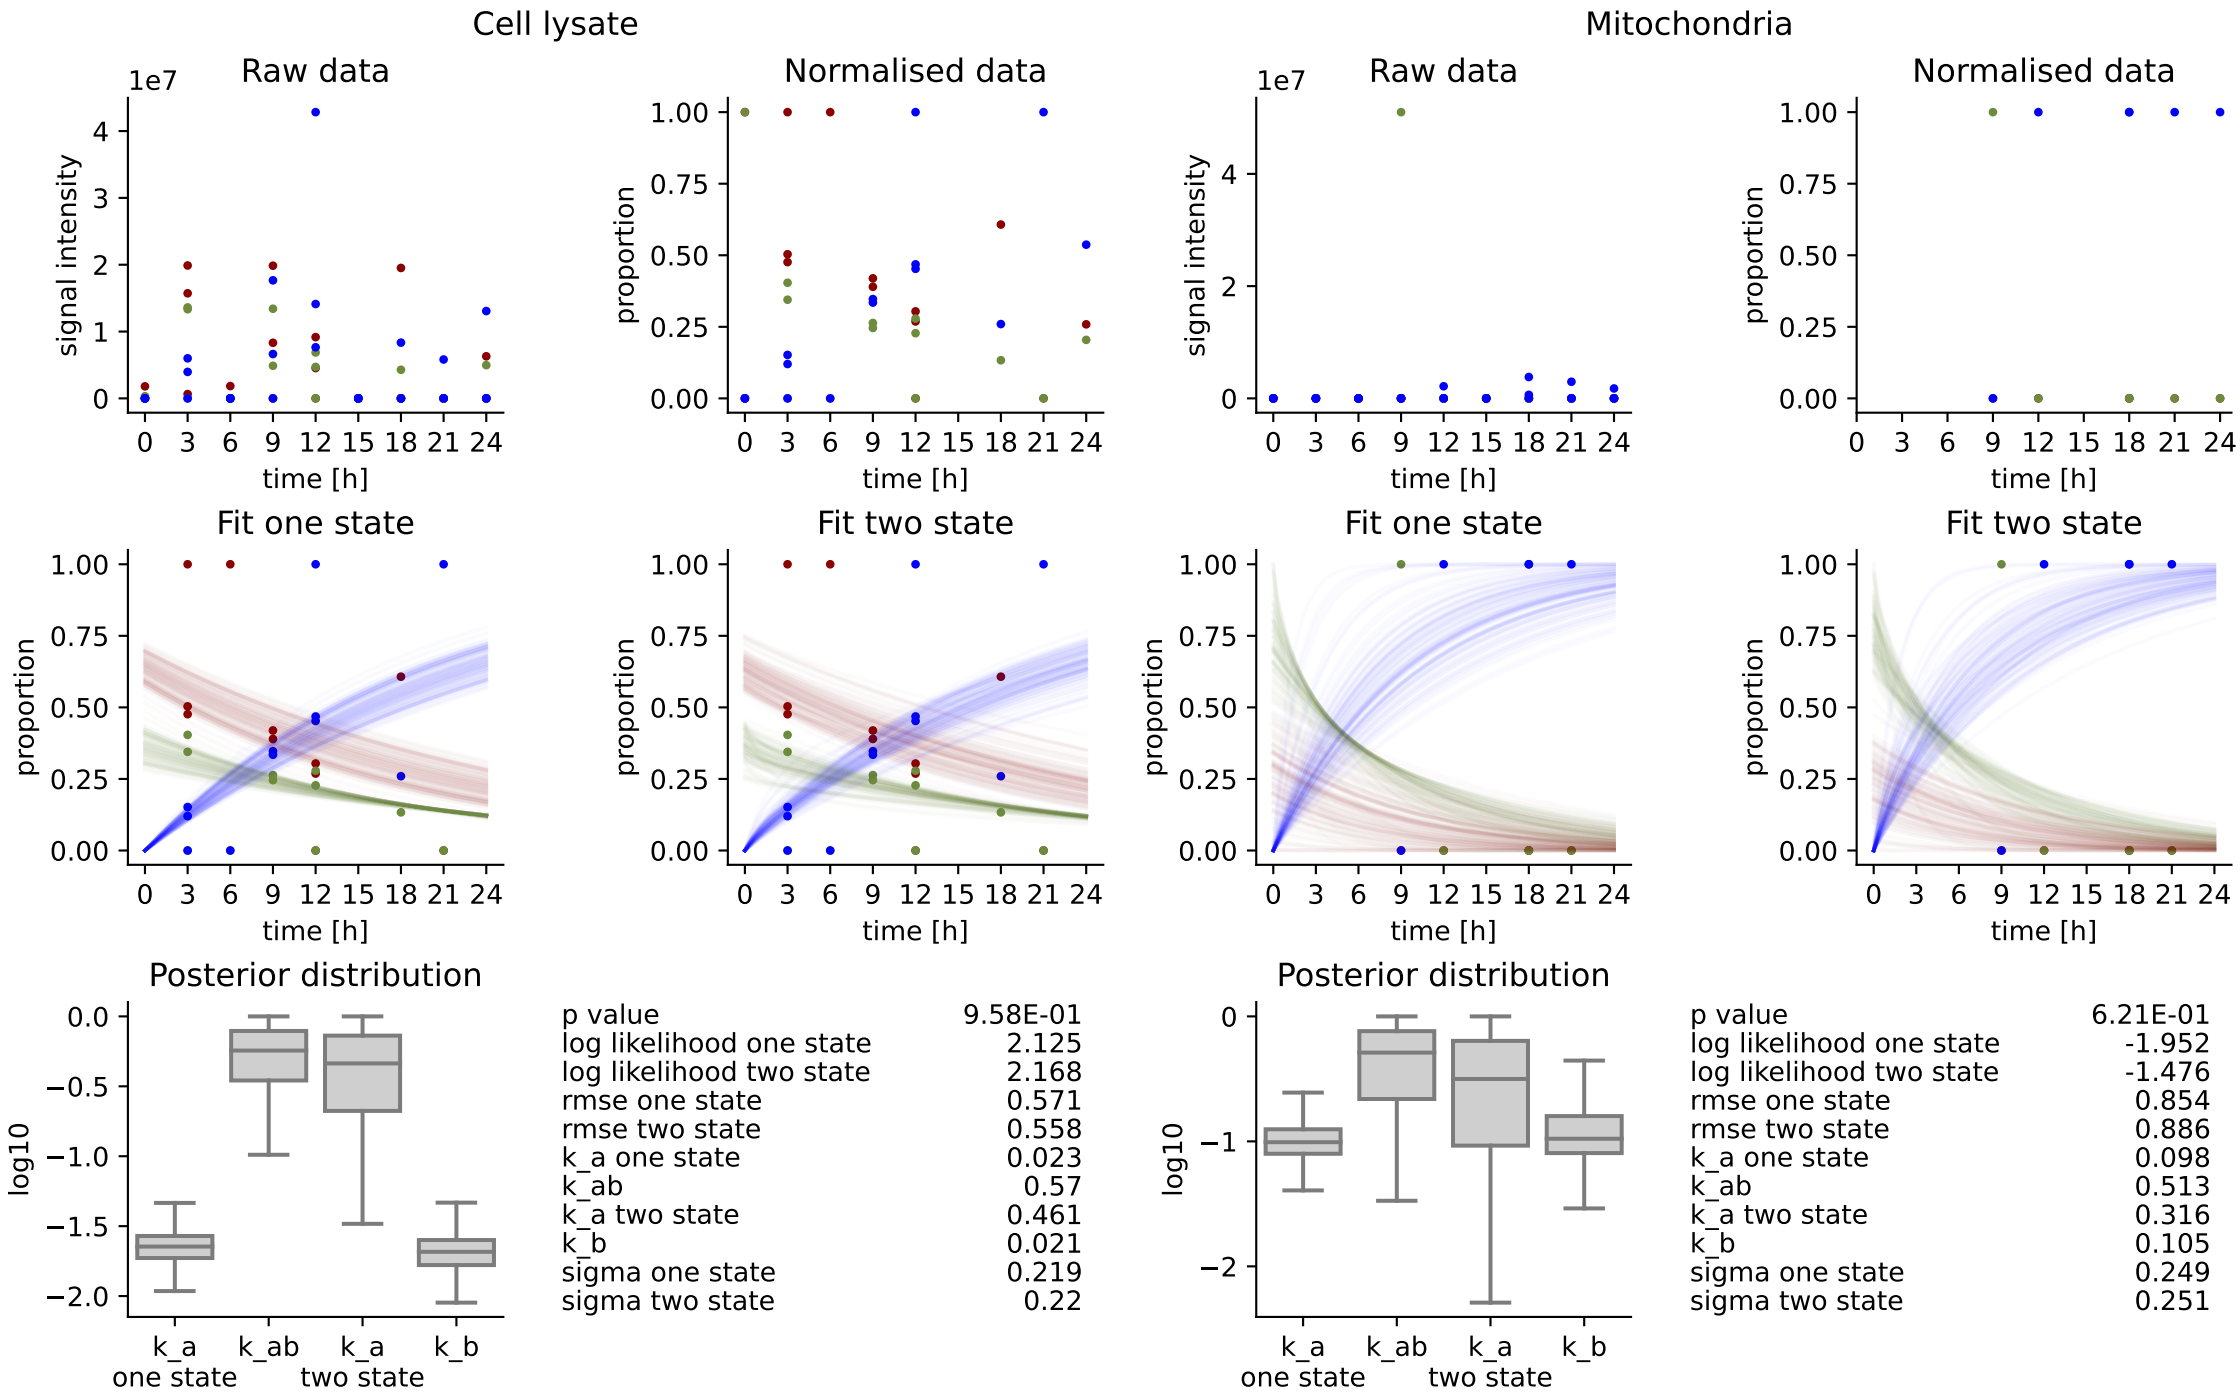 Cell lysate
Mitochondria
Raw data
Normalised data
Raw data
Normalised data
1e7
signal intensity
4
3
2
1
0
0 3 6 9 12 15 18 21 24
time [h]
proportion
1.00
0.75
0.50
0.25
0.00
0 3 6 9 12 15 18 21 24
time [h]
1e7
signal intensity
4
2
0
0 3 6 9 12 15 18 21 24
time [h]
proportion
1.00
0.75
0.50
0.25
0.00
0 3 6 9 12 15 18 21 24
time [h]
Fit one state
proportion
1.00
0.75
0.50
0.25
0.00
0 3 6 9 12 15 18 21 24
time [h]
Fit two state
proportion
1.00
0.75
0.50
0.25
0.00
0 3 6 9 12 15 18 21 24
time [h]
Fit one state
proportion
1.00
0.75
0.50
0.25
0.00
0 3 6 9 12 15 18 21 24
time [h]
Fit two state
proportion
1.00
0.75
0.50
0.25
0.00
0 3 6 9 12 15 18 21 24
time [h]
Posterior distribution
log10
0.0
−0.5
−1.0
−1.5
−2.0
k_a k_ab k_a k_b
one state two state
p value 9.58E-01
log likelihood one state 2.125
log likelihood two state 2.168
rmse one state 0.571
rmse two state 0.558
k_a one state 0.023
k_ab 0.57
k_a two state 0.461
k_b 0.021
sigma one state 0.219
sigma two state 0.22
Posterior distribution
log10
0
−1
−2
k_a k_ab k_a k_b
one state two state
p value 6.21E-01
log likelihood one state -1.952
log likelihood two state -1.476
rmse one state 0.854
rmse two state 0.886
k_a one state 0.098
k_ab 0.513
k_a two state 0.316
k_b 0.105
sigma one state 0.249
sigma two state 0.251